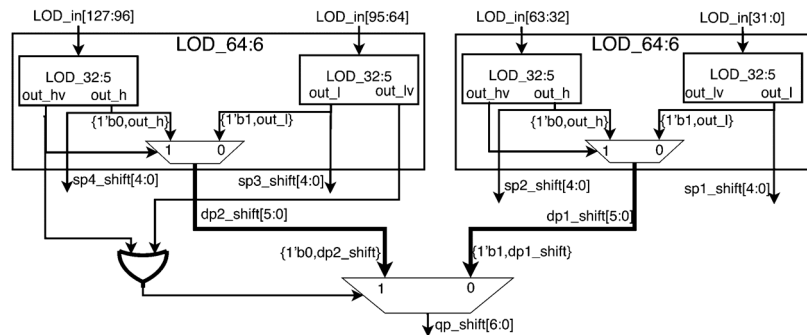 LOD_in[127:96]
LOD_in[95:64]
LOD_in[63:32]
LOD_in[31:0]
LOD_64:6
LOD_64:6
LOD_32:5
out_hv out_h
LOD_32:5
out_l out_lv
LOD_32:5
out_hv out_h
LOD_32:5
out_lv out_l
{1'b0,out_h}
{1'b1,out_l}
{1'b0,out_h}
{1'b1,out_l}
1 0
1 0
sp4_shift[4:0]
sp3_shift[4:0]
sp2_shift[4:0]
sp1_shift[4:0]
dp2_shift[5:0]
dp1_shift[5:0]
{1'b0,dp2_shift}
{1'b1,dp1_shift}
1 0
qp_shift[6:0]